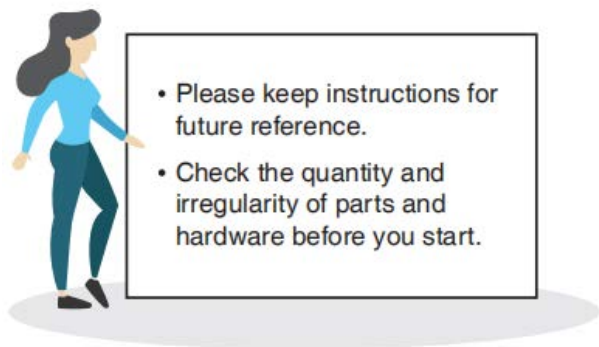 • Please keep instructions for
future reference.
• Check the quantity and
irregularity of parts and
hardware before you start.